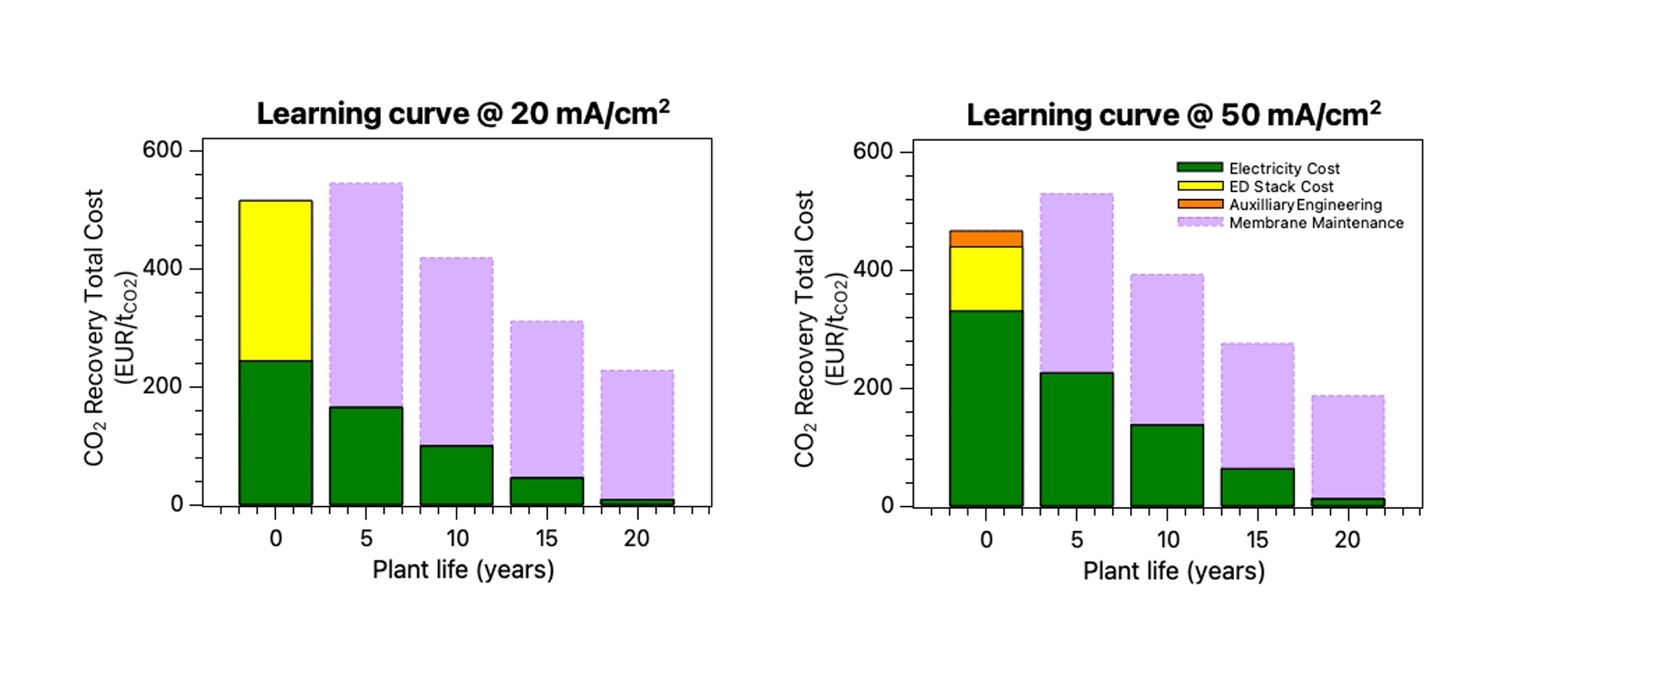 Learning curve @ 20 mA/cm²
CO₂ Recovery Total Cost
(EUR/tCO2)
600
400
200
0
0 5 10 15 20
Plant life (years)
Learning curve @ 50 mA/cm²
CO₂ Recovery Total Cost
(EUR/tCO2)
600
400
200
0
Electricity Cost
ED Stack Cost
Auxilliary Engineering
Membrane Maintenance
0 5 10 15 20
Plant life (years)